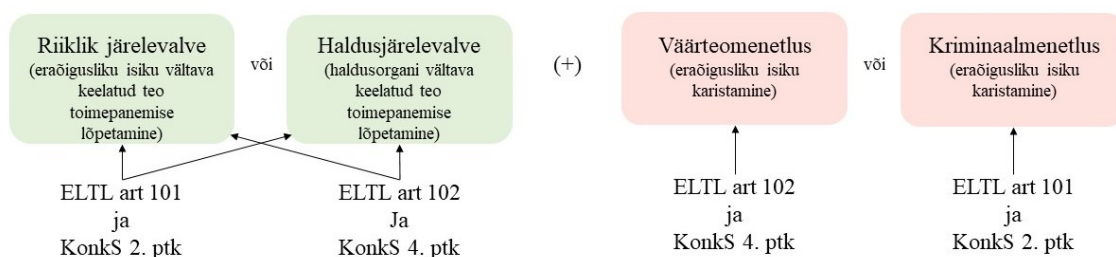 Riiklik järelevalve
(eraõigusliku isiku vältava
keelatud teo
toimepanemise
lõpetamine)
või
Haldusjärelevalve
(haldusorgani vältava
keelatud teo
toimepanemise
lõpetamine)
(+)
Väärteomenetlus
(eraõigusliku isiku
karistamine)
või
Kriminaalmenetlus
(eraõigusliku isiku
karistamine)
ELTL art 101
ja
KonkS 2. ptk
ELTL art 102
Ja
KonkS 4. ptk
ELTL art 102
ja
KonkS 4. ptk
ELTL art 101
ja
KonkS 2. ptk